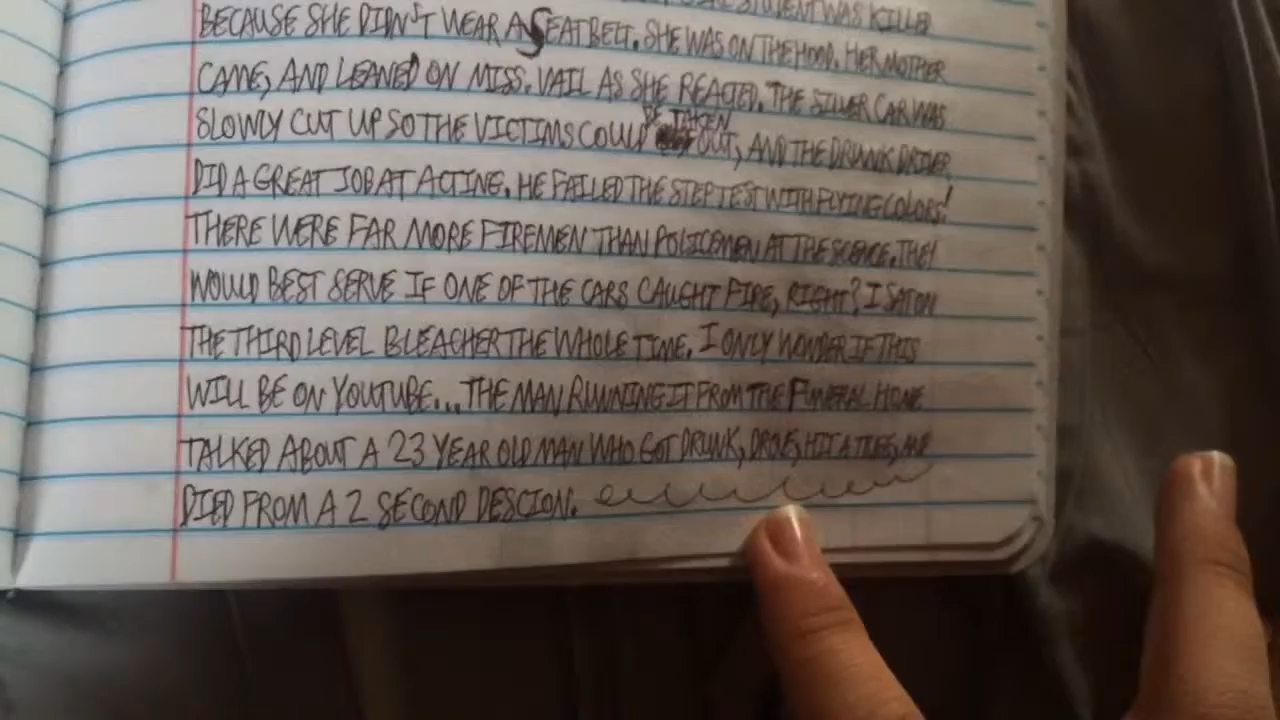 STUDENT WAS KILLED
BECAUSE SHE DIDN'T WEAR A SEATBELT. SHE WAS ON THE HOOD. HER MOTHER
CAME, AND LEANED ON MISS. VAIL AS SHE REACTED. THE SILVER CAR WAS
SLOWLY CUT UP SO THE VICTIMS COULD BE TAKEN OUT, AND THE DRUNK DRIVER
DID A GREAT JOB AT ACTING. HE FAILED THE STEP TEST WITH FLYING COLORS!
THERE WERE FAR MORE FIREMEN THAN POLICEMEN AT THE SCENCE. THEY
WOULD BEST SERVE IF ONE OF THE CARS CAUGHT FIRE, RIGHT? I SAT ON
THE THIRD LEVEL BLEACHER THE WHOLE TIME. I ONLY WONDER IF THIS
WILL BE ON YOUTUBE... THE MAN RUNNING IT FROM THE FUNERAL HOME
TALKED ABOUT A 23 YEAR OLD MAN WHO GOT DRUNK, DROVE, HIT A TREE, AND
DIED FROM A 2 SECOND DESCION.